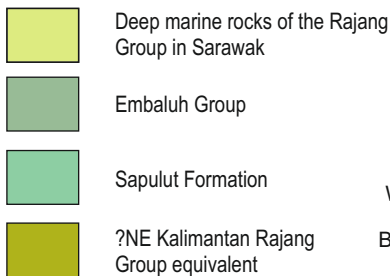 Deep marine rocks of the Rajang
Group in Sarawak
Embaluh Group
Sapulut Formation
?NE Kalimantan Rajang
Group equivalent